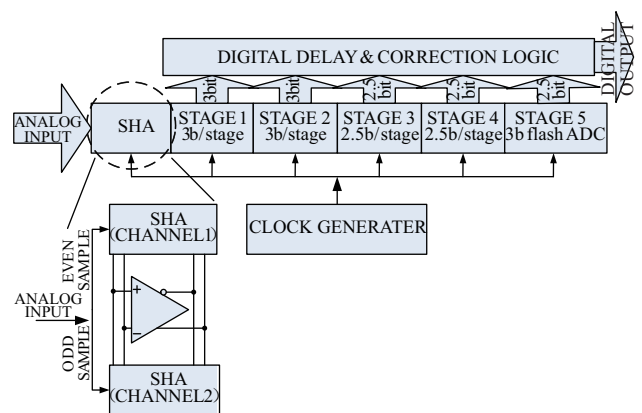 DIGITAL DELAY & CORRECTION LOGIC
DIGITAL
OUTPUT
3bit
3bit
2.5
bit
2.5
bit
2.5
bit
ANALOG
INPUT
SHA
STAGE 1
3b/stage
STAGE 2
3b/stage
STAGE 3
2.5b/stage
STAGE 4
2.5b/stage
STAGE 5
3b flash ADC
CLOCK GENERATER
SHA
(CHANNEL1)
EVEN
SAMPLE
ANALOG
INPUT
ODD
SAMPLE
+
−
SHA
(CHANNEL2)